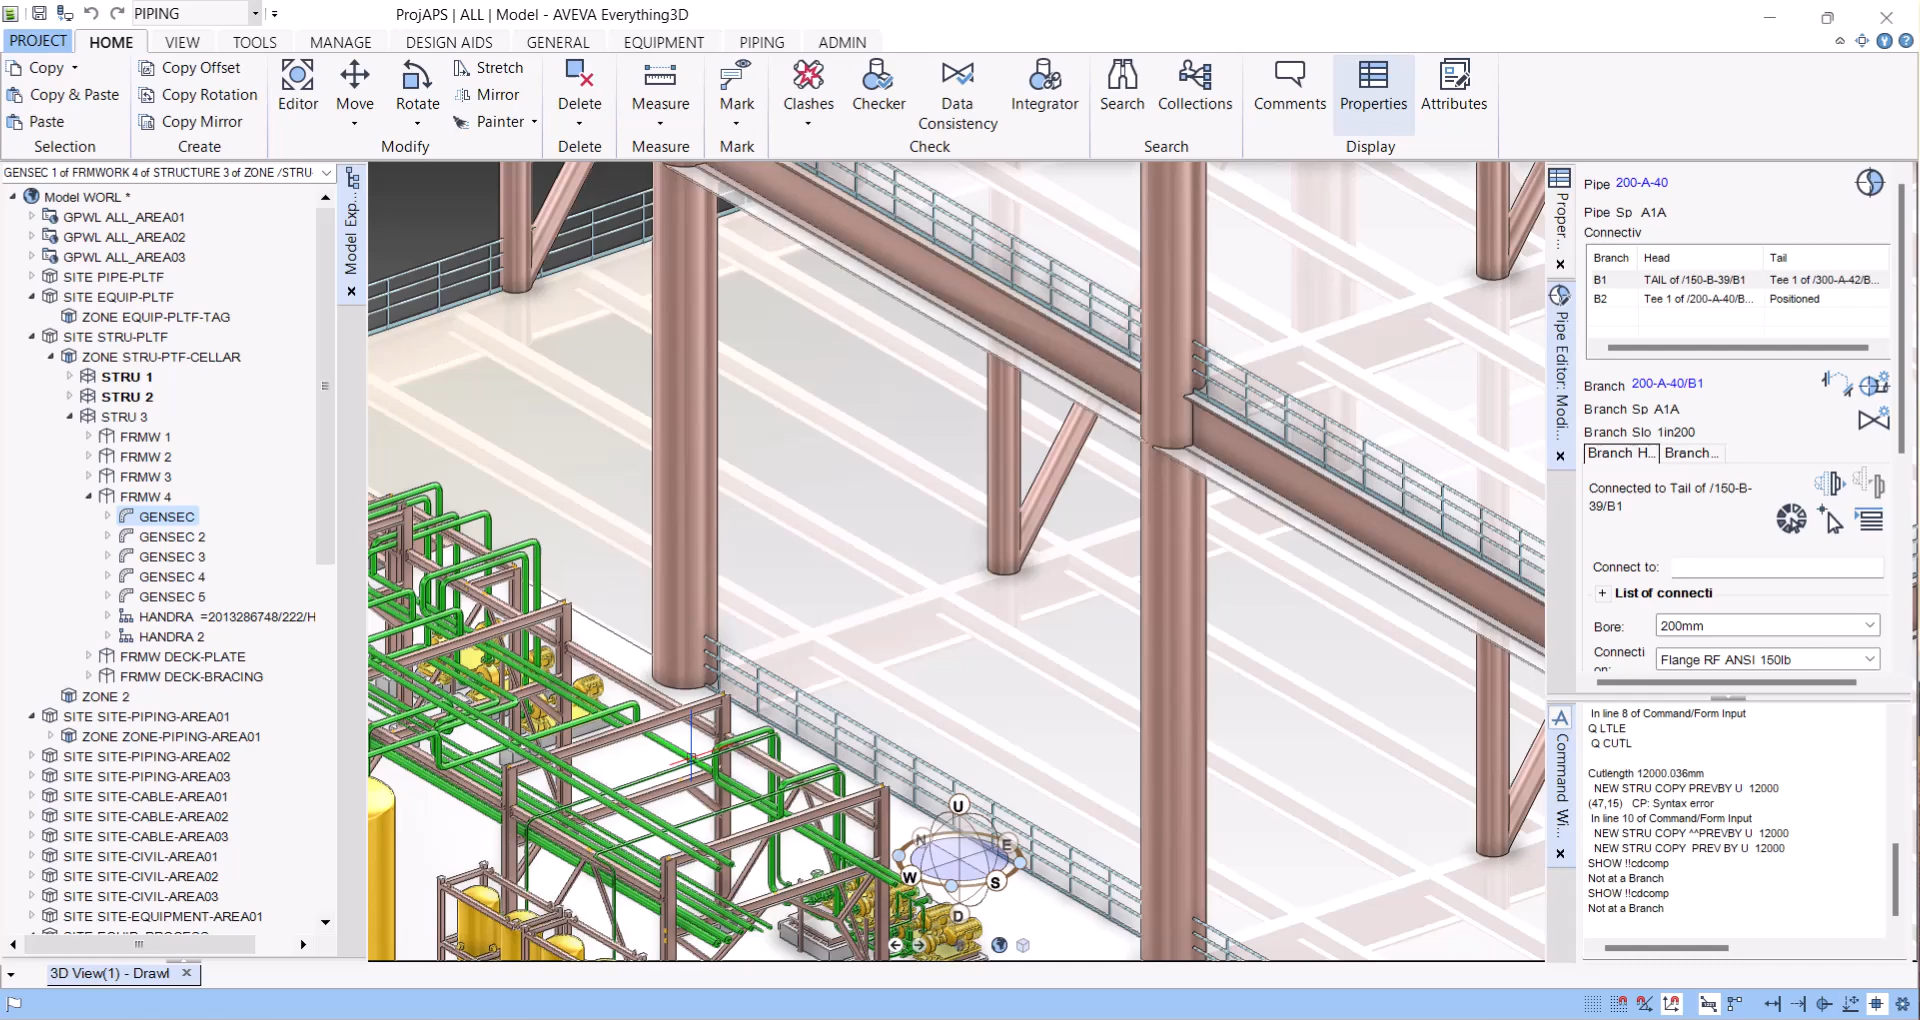 PIPING
ProjAPS | ALL | Model - AVEVA Everything3D
PROJECT
HOME
VIEW
TOOLS
MANAGE
DESIGN AIDS
GENERAL
EQUIPMENT
PIPING
ADMIN
Copy
Copy & Paste
Paste
Selection
Copy Offset
Copy Rotation
Copy Mirror
Create
Editor
Move
Rotate
Stretch
Mirror
Painter
Modify
Delete
Delete
Measure
Measure
Mark
Mark
Clashes
Checker
Data
Consistency
Integrator
Check
Search
Collections
Search
Comments
Properties
Attributes
Display
GENSEC 1 of FRMWORK 4 of STRUCTURE 3 of ZONE /STRU-
Model WORL *
GPWL ALL_AREA01
GPWL ALL_AREA02
GPWL ALL_AREA03
SITE PIPE-PLTF
SITE EQUIP-PLTF
ZONE EQUIP-PLTF-TAG
SITE STRU-PLTF
ZONE STRU-PTF-CELLAR
STRU 1
STRU 2
STRU 3
FRMW 1
FRMW 2
FRMW 3
FRMW 4
GENSEC
GENSEC 2
GENSEC 3
GENSEC 4
GENSEC 5
HANDRA =2013286748/222/H
HANDRA 2
FRMW DECK-PLATE
FRMW DECK-BRACING
ZONE 2
SITE SITE-PIPING-AREA01
ZONE ZONE-PIPING-AREA01
SITE SITE-PIPING-AREA02
SITE SITE-PIPING-AREA03
SITE SITE-CABLE-AREA01
SITE SITE-CABLE-AREA02
SITE SITE-CABLE-AREA03
SITE SITE-CIVIL-AREA01
SITE SITE-CIVIL-AREA02
SITE SITE-CIVIL-AREA03
SITE SITE-EQUIPMENT-AREA01
Model Exp...
U
N
E
W
S
D
Proper...
Pipe Editor: Modi...
Command Wi...
Pipe 200-A-40
Pipe Sp A1A
Connectiv
Branch Head Tail
B1 TAIL of /150-B-39/B1 Tee 1 of /300-A-42/B...
B2 Tee 1 of /200-A-40/B... Positioned
Branch 200-A-40/B1
Branch Sp A1A
Branch Slo 1in200
Branch H... Branch...
Connected to Tail of /150-B-
39/B1
Connect to:
+ List of connecti
Bore: 200mm
Connecti
Flange RF ANSI 150lb
In line 8 of Command/Form Input
Q LTLE
Q CUTL
Cutlength 12000.036mm
NEW STRU COPY PREVBY U 12000
(47,15) CP: Syntax error
In line 10 of Command/Form Input
NEW STRU COPY ^^PREVBY U 12000
NEW STRU COPY PREV BY U 12000
SHOW !!cdcomp
Not at a Branch
SHOW !!cdcomp
Not at a Branch
3D View(1) - Drawl